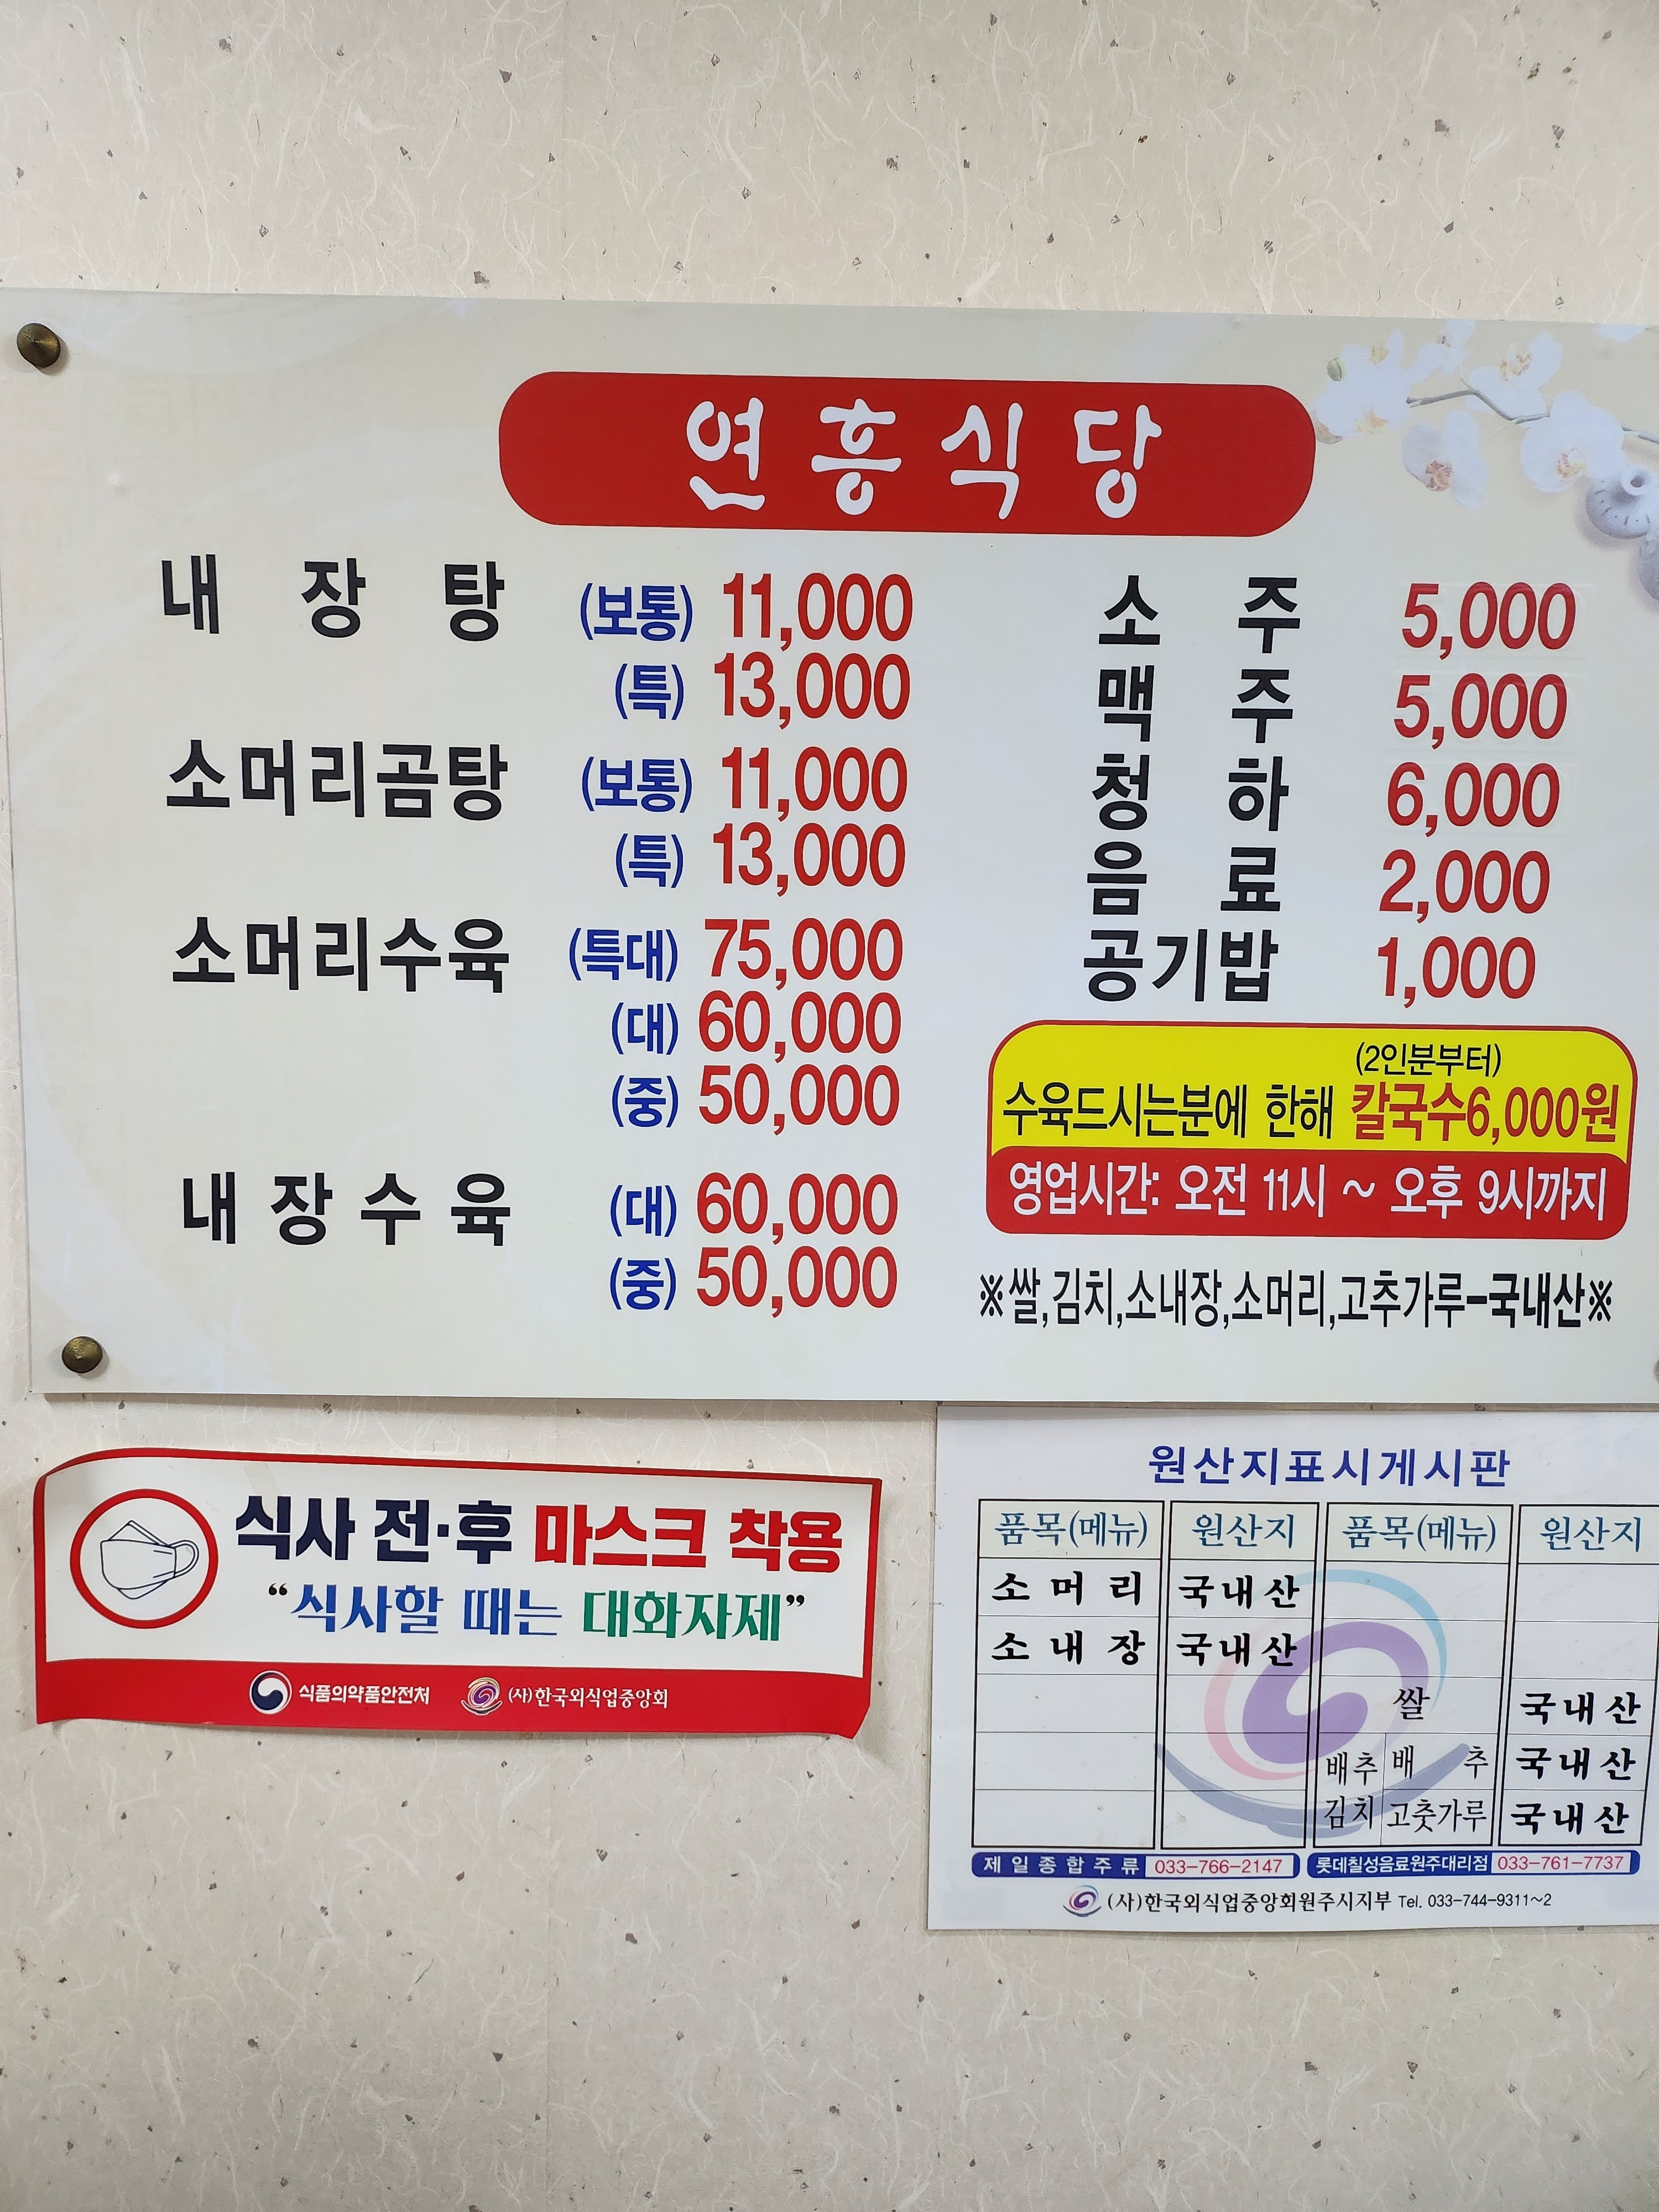 연흥식당
내장탕 (보통) 11,000
(특) 13,000
소머리곰탕 (보통) 11,000
(특) 13,000
소머리수육 (특대) 75,000
(대) 60,000
(중) 50,000
내장수육 (대) 60,000
(중) 50,000
소주 5,000
맥주 5,000
청하 6,000
음료 2,000
공기밥 1,000
(2인분부터)
수육드시는분에 한해 칼국수6,000원
영업시간: 오전 11시 ~ 오후 9시까지
※쌀,김치,소내장,소머리,고추가루-국내산※
식사 전·후 마스크 착용
“식사할 때는 대화자제”
식품의약품안전처 (사)한국외식업중앙회
원산지표시게시판
품목(메뉴) 원산지 품목(메뉴) 원산지
소머리 국내산
소내장 국내산
쌀 국내산
배추 배추 국내산
김치 고춧가루 국내산
제일종합주류 033-766-2147 롯데칠성음료원주대리점 033-761-7737
(사)한국외식업중앙회원주시지부 Tel. 033-744-9311~2